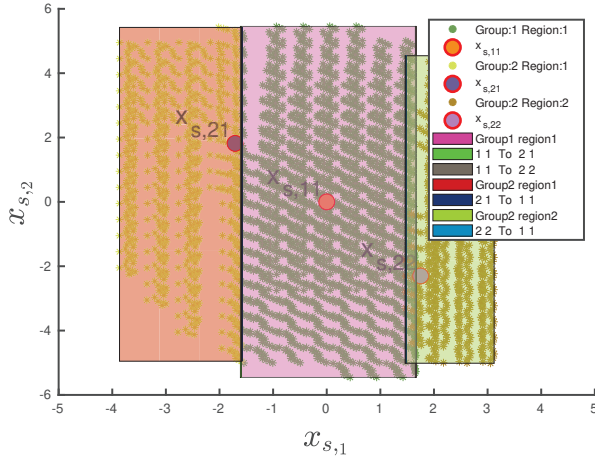 6
4
2
0
-2
-4
-6
-5
-4
-3
-2
-1
0
1
2
3
4
5
x_{s,2}
x_{s,1}
x_{s,21}
x_{s,11}
x_{s,22}
Group:1 Region:1
x_{s,11}
Group:2 Region:1
x_{s,21}
Group:2 Region:2
x_{s,22}
Group1 region1
1 1 To 2 1
1 1 To 2 2
Group2 region1
2 1 To 1 1
Group2 region2
2 2 To 1 1